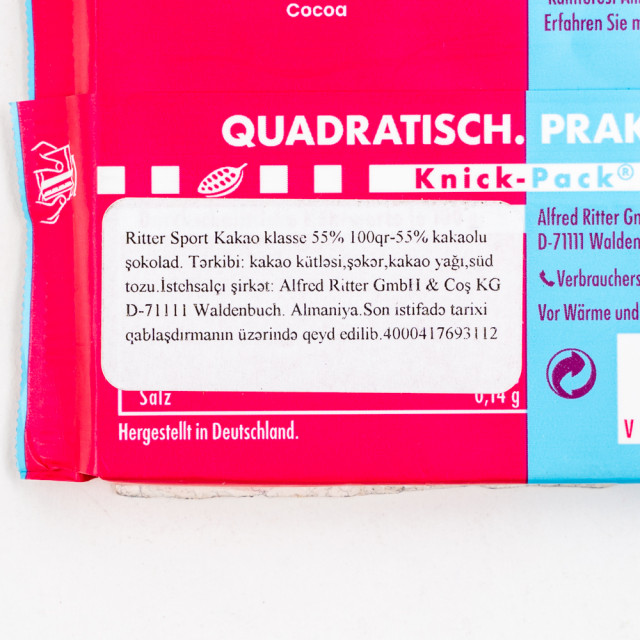 Cocoa
Erfahren Sie m
QUADRATISCH. PRAK
Knick-Pack®
Ritter Sport Kakao klasse 55% 100qr-55% kakaolu
şokolad. Tərkibi: kakao kütləsi,şəkər,kakao yağı,süd
tozu.İstehsalçı şirkət: Alfred Ritter GmbH & Coş KG
D-71111 Waldenbuch. Almaniya.Son istifadə tarixi
qablaşdırmanın üzərində qeyd edilib.4000417693112
Alfred Ritter Gm
D-71111 Walden
Verbrauchers
Vor Wärme und
Salz 0,14 g
Hergestellt in Deutschland.
V